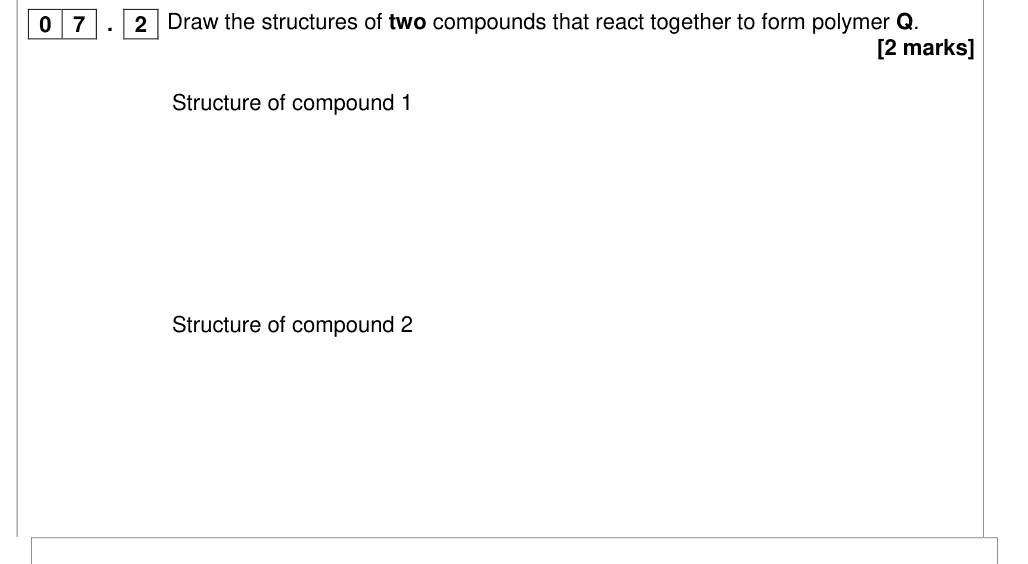 0 7 . 2 Draw the structures of two compounds that react together to form polymer Q.
[2 marks]
Structure of compound 1
Structure of compound 2